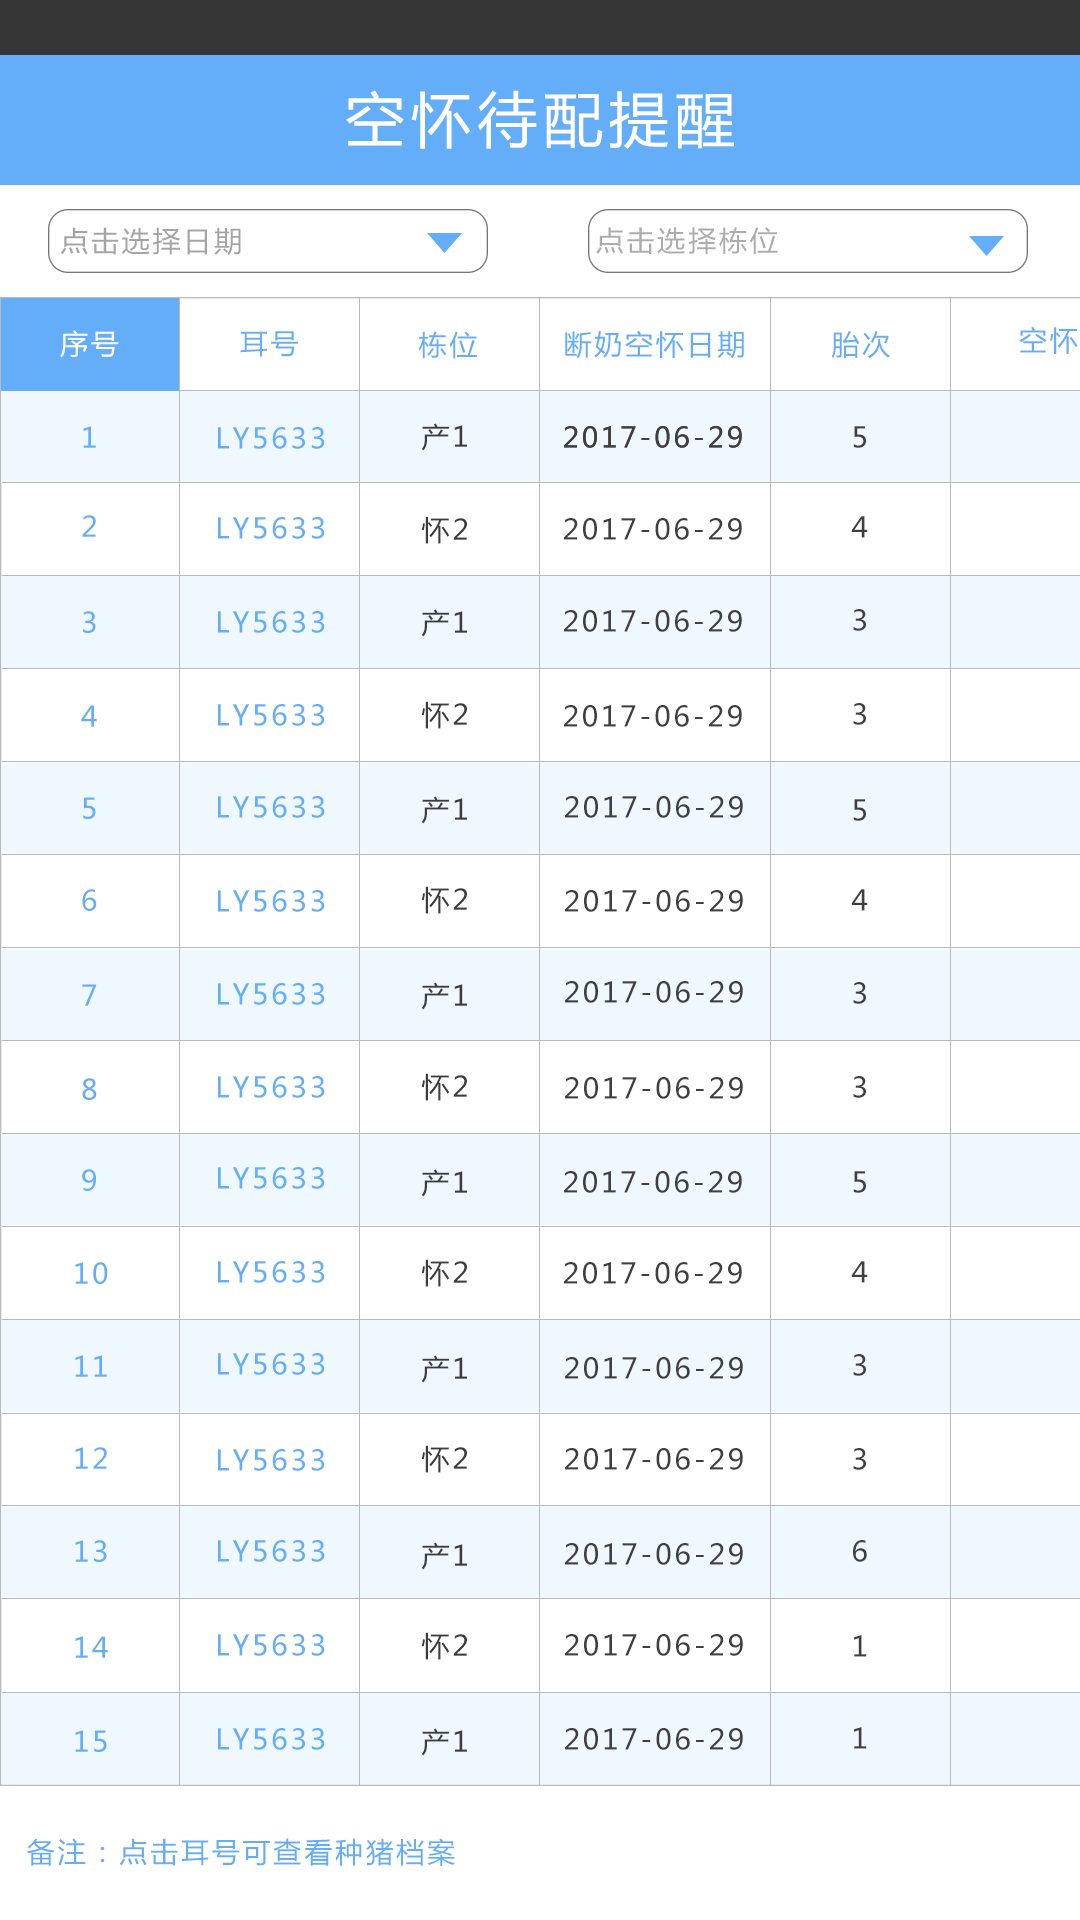 空怀待配提醒
点击选择日期 点击选择栋位
序号 耳号 栋位 断奶空怀日期 胎次 空怀
1 LY5633 产1 2017-06-29 5
2 LY5633 怀2 2017-06-29 4
3 LY5633 产1 2017-06-29 3
4 LY5633 怀2 2017-06-29 3
5 LY5633 产1 2017-06-29 5
6 LY5633 怀2 2017-06-29 4
7 LY5633 产1 2017-06-29 3
8 LY5633 怀2 2017-06-29 3
9 LY5633 产1 2017-06-29 5
10 LY5633 怀2 2017-06-29 4
11 LY5633 产1 2017-06-29 3
12 LY5633 怀2 2017-06-29 3
13 LY5633 产1 2017-06-29 6
14 LY5633 怀2 2017-06-29 1
15 LY5633 产1 2017-06-29 1
备注：点击耳号可查看种猪档案